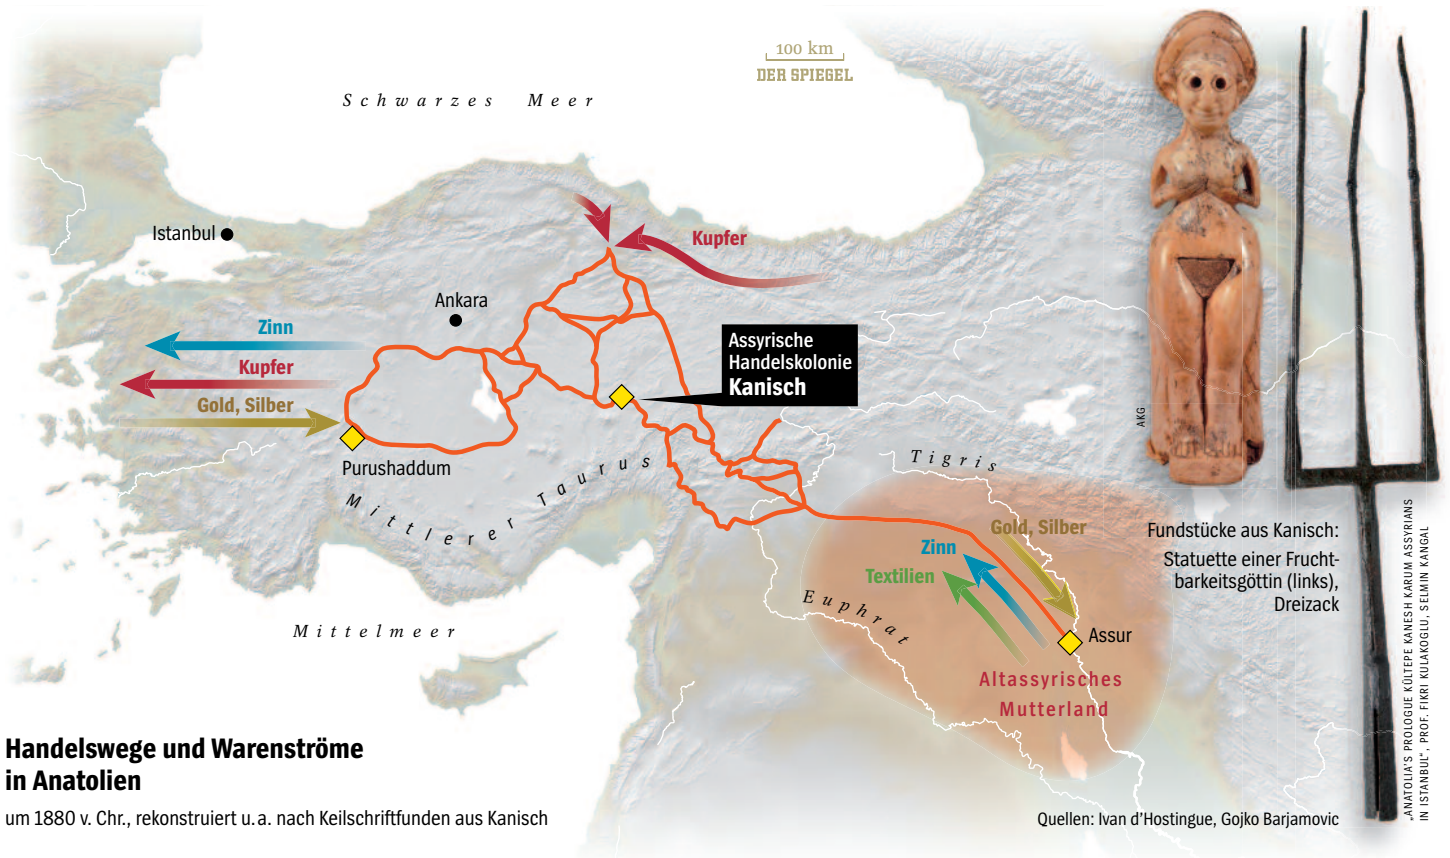 100 km
DER SPIEGEL
Schwarzes Meer
Istanbul
Kupfer
Ankara
Zinn
Kupfer
Gold, Silber
Assyrische
Handelskolonie
Kanisch
Purushaddum
Mittlerer Taurus
Tigris
Gold, Silber
Zinn
Textilien
Euphrat
Assur
Altassyrisches
Mutterland
Mittelmeer
AKG
Fundstücke aus Kanisch:
Statuette einer Frucht-
barkeitsgöttin (links),
Dreizack
„ANATOLIA'S PROLOGUE KÜLTEPE KANESH KARUM ASSYRIANS
IN ISTANBUL“, PROF. FIKRI KULAKOGLU, SELMIN KANGAL
Handelswege und Warenströme
in Anatolien
um 1880 v. Chr., rekonstruiert u. a. nach Keilschriftfunden aus Kanisch
Quellen: Ivan d'Hostingue, Gojko Barjamovic